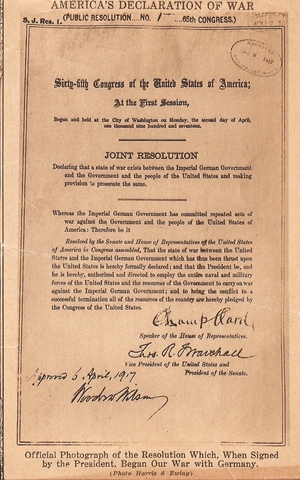 AMERICA'S DECLARATION OF WAR
S. J. Res. 1.
(PUBLIC RESOLUTION NO. 1 65th CONGRESS.)
Sixty-fifth Congress of the United States of America;
At the First Session,
Begun and held at the City of Washington on Monday, the second day of April,
one thousand nine hundred and seventeen.
JOINT RESOLUTION
Declaring that a state of war exists between the Imperial German Government
and the Government and the people of the United States and making
provision to prosecute the same.
Whereas the Imperial German Government has committed repeated acts
of war against the Government and the people of the United States of
America: Therefore be it
Resolved by the Senate and House of Representatives of the United States
of America in Congress assembled, That the state of war between the United
States and the Imperial German Government which has thus been thrust upon
the United States is hereby formally declared; and that the President be, and
he is hereby, authorized and directed to employ the entire naval and military
forces of the United States and the resources of the Government to carry on war
against the Imperial German Government; and to bring the conflict to a
successful termination all of the resources of the country are hereby pledged by
the Congress of the United States.
Champ Clark
Speaker of the House of Representatives.
Thos. R. Marshall
Vice President of the United States and
President of the Senate.
Approved 6 April, 1917
Woodrow Wilson
Official Photograph of the Resolution Which, When Signed
by the President, Began Our War with Germany.
(Photo Harris & Ewing)